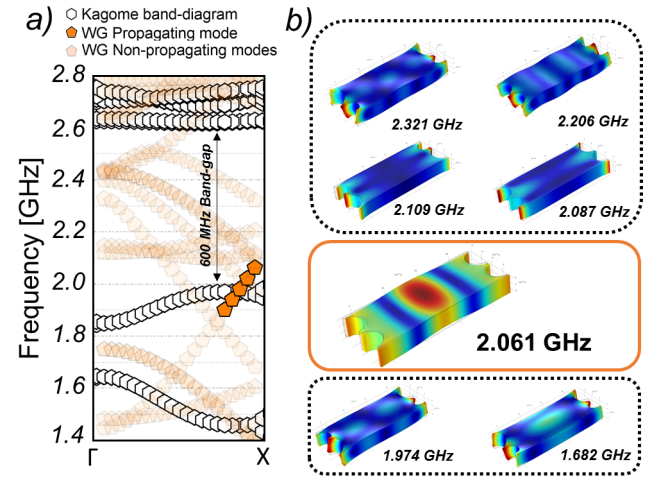 a)
Kagome band-diagram
WG Propagating mode
WG Non-propagating modes
Frequency [GHz]
2.8
2.6
2.4
2.2
2.0
1.8
1.6
1.4
Γ
X
600 MHz Band-gap
b)
2.321 GHz
2.206 GHz
2.109 GHz
2.087 GHz
2.061 GHz
1.974 GHz
1.682 GHz